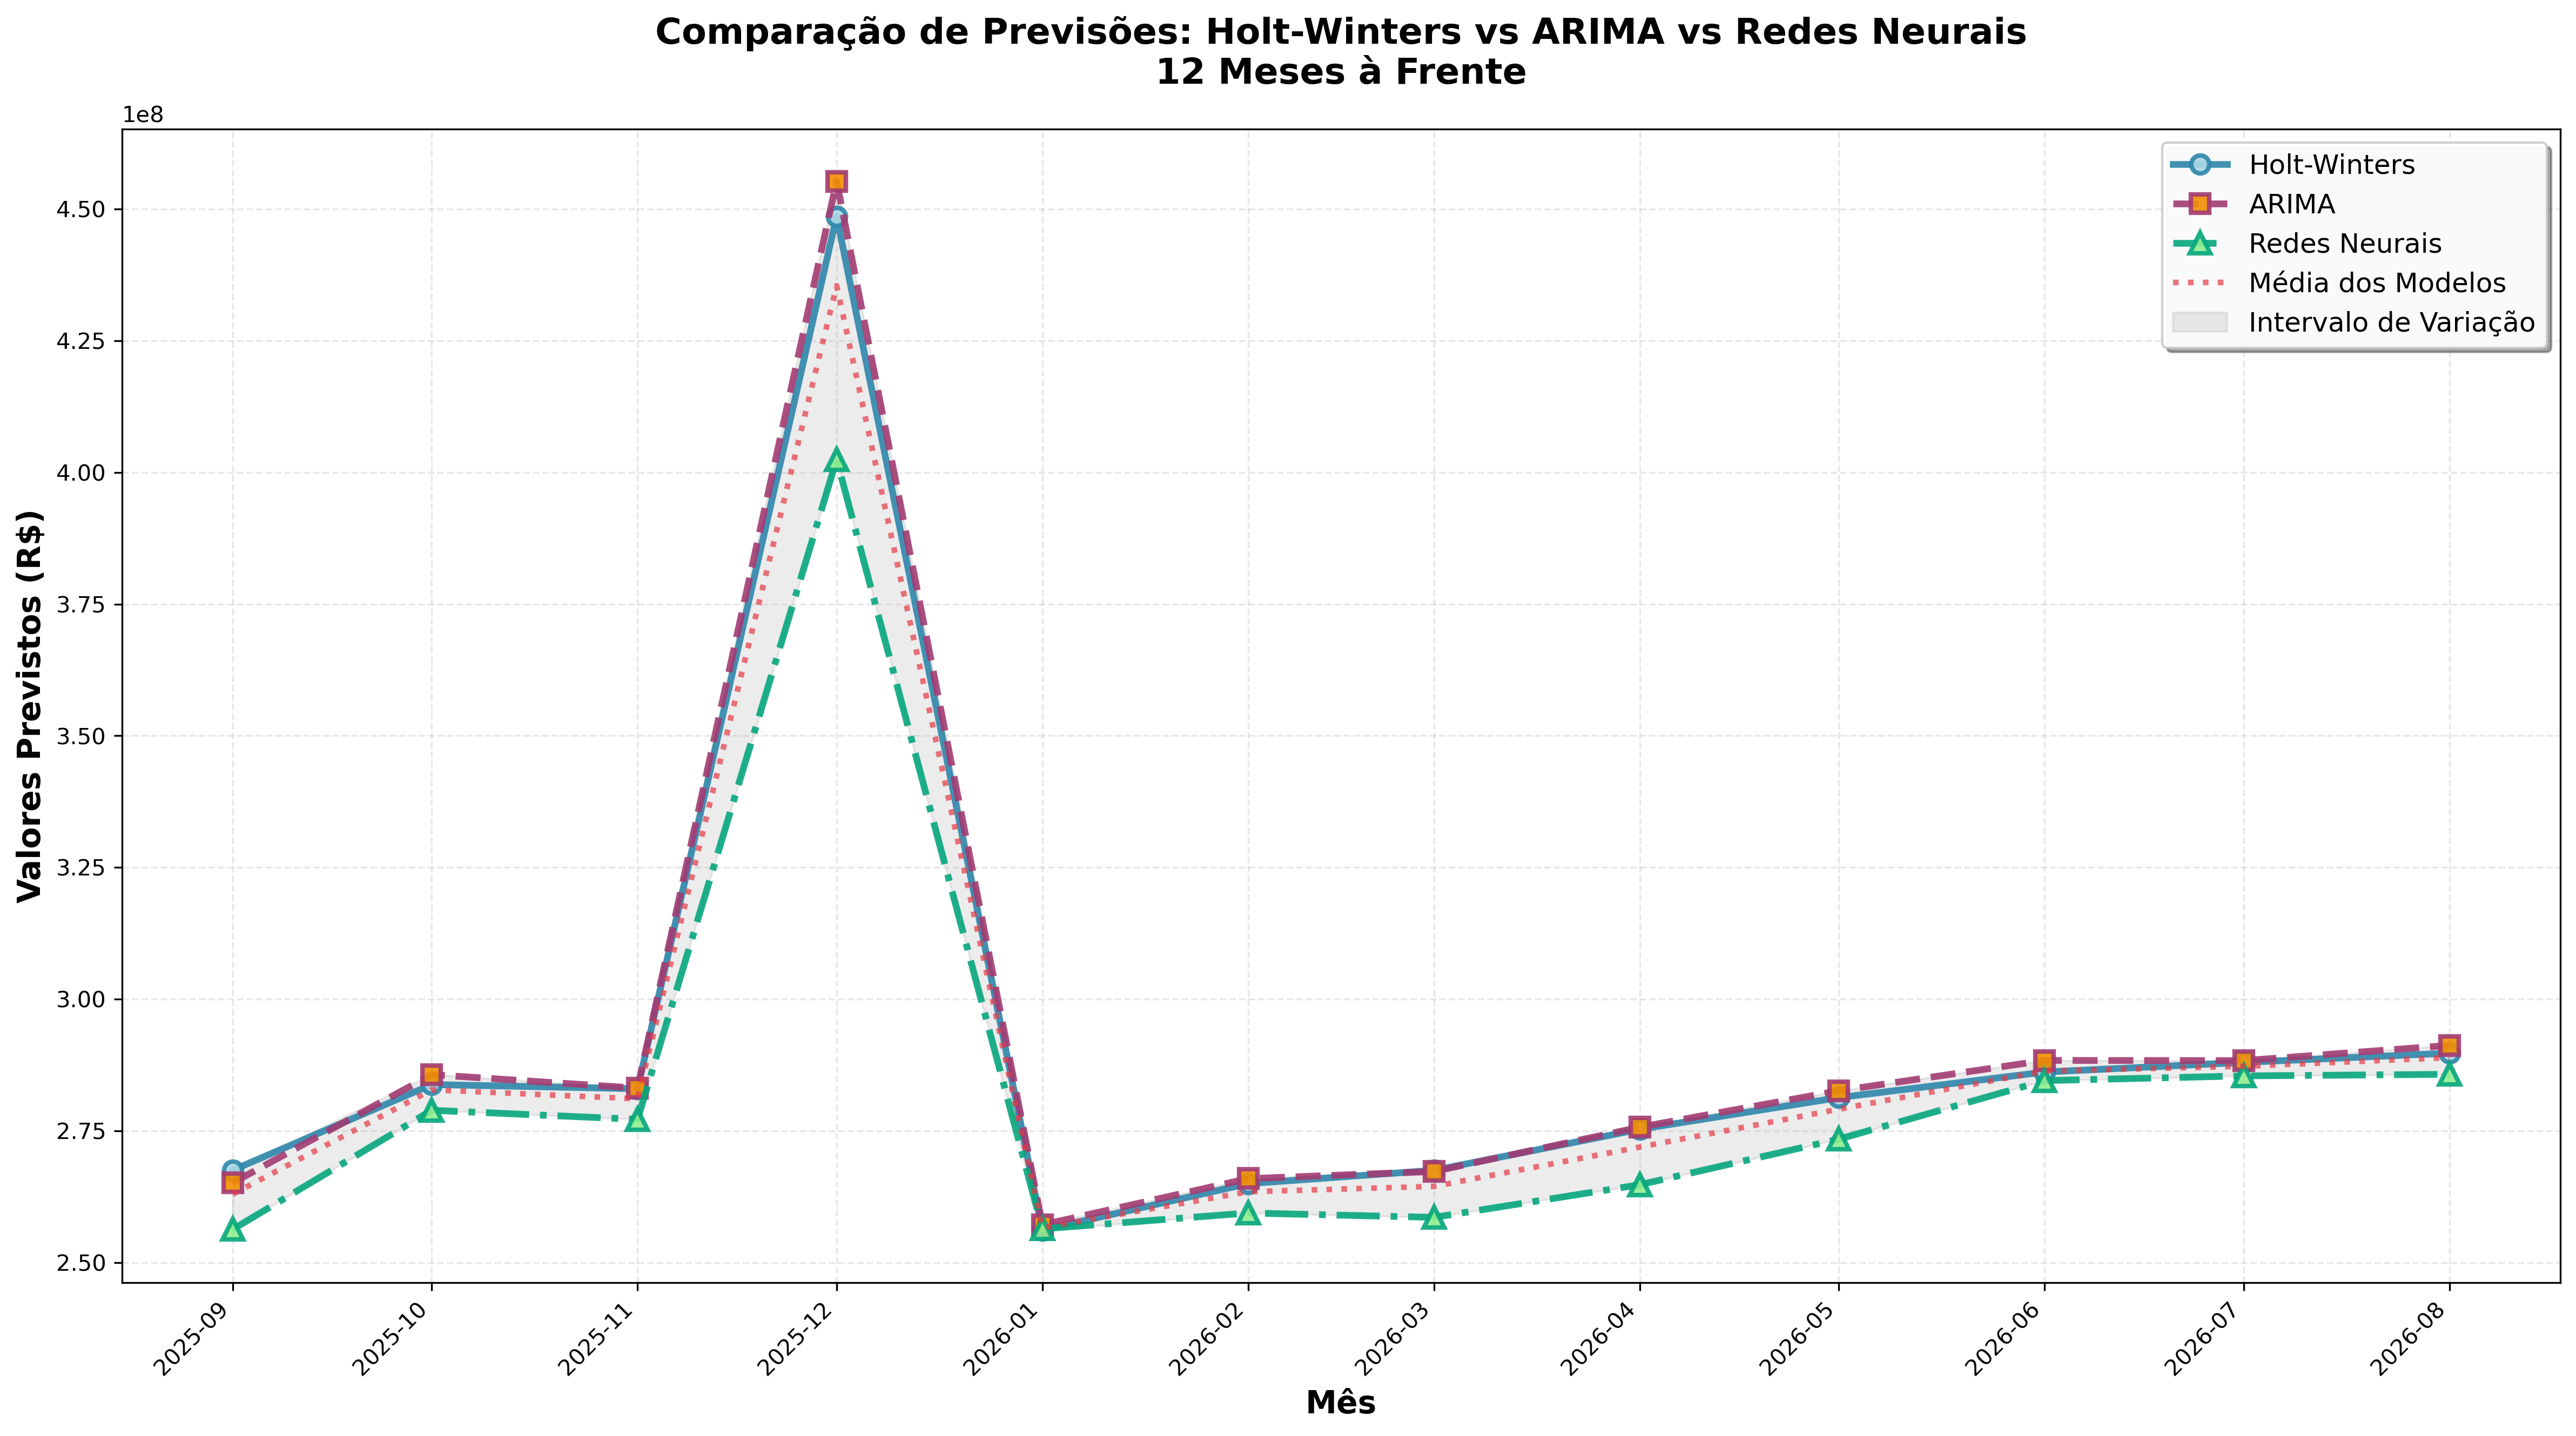 Comparação de Previsões: Holt-Winters vs ARIMA vs Redes Neurais
12 Meses à Frente
1e8
Holt-Winters
ARIMA
Redes Neurais
Média dos Modelos
Intervalo de Variação
4.50
4.25
4.00
3.75
3.50
3.25
3.00
2.75
2.50
Valores Previstos (R$)
2025-09
2025-10
2025-11
2025-12
2026-01
2026-02
2026-03
2026-04
2026-05
2026-06
2026-07
2026-08
Mês